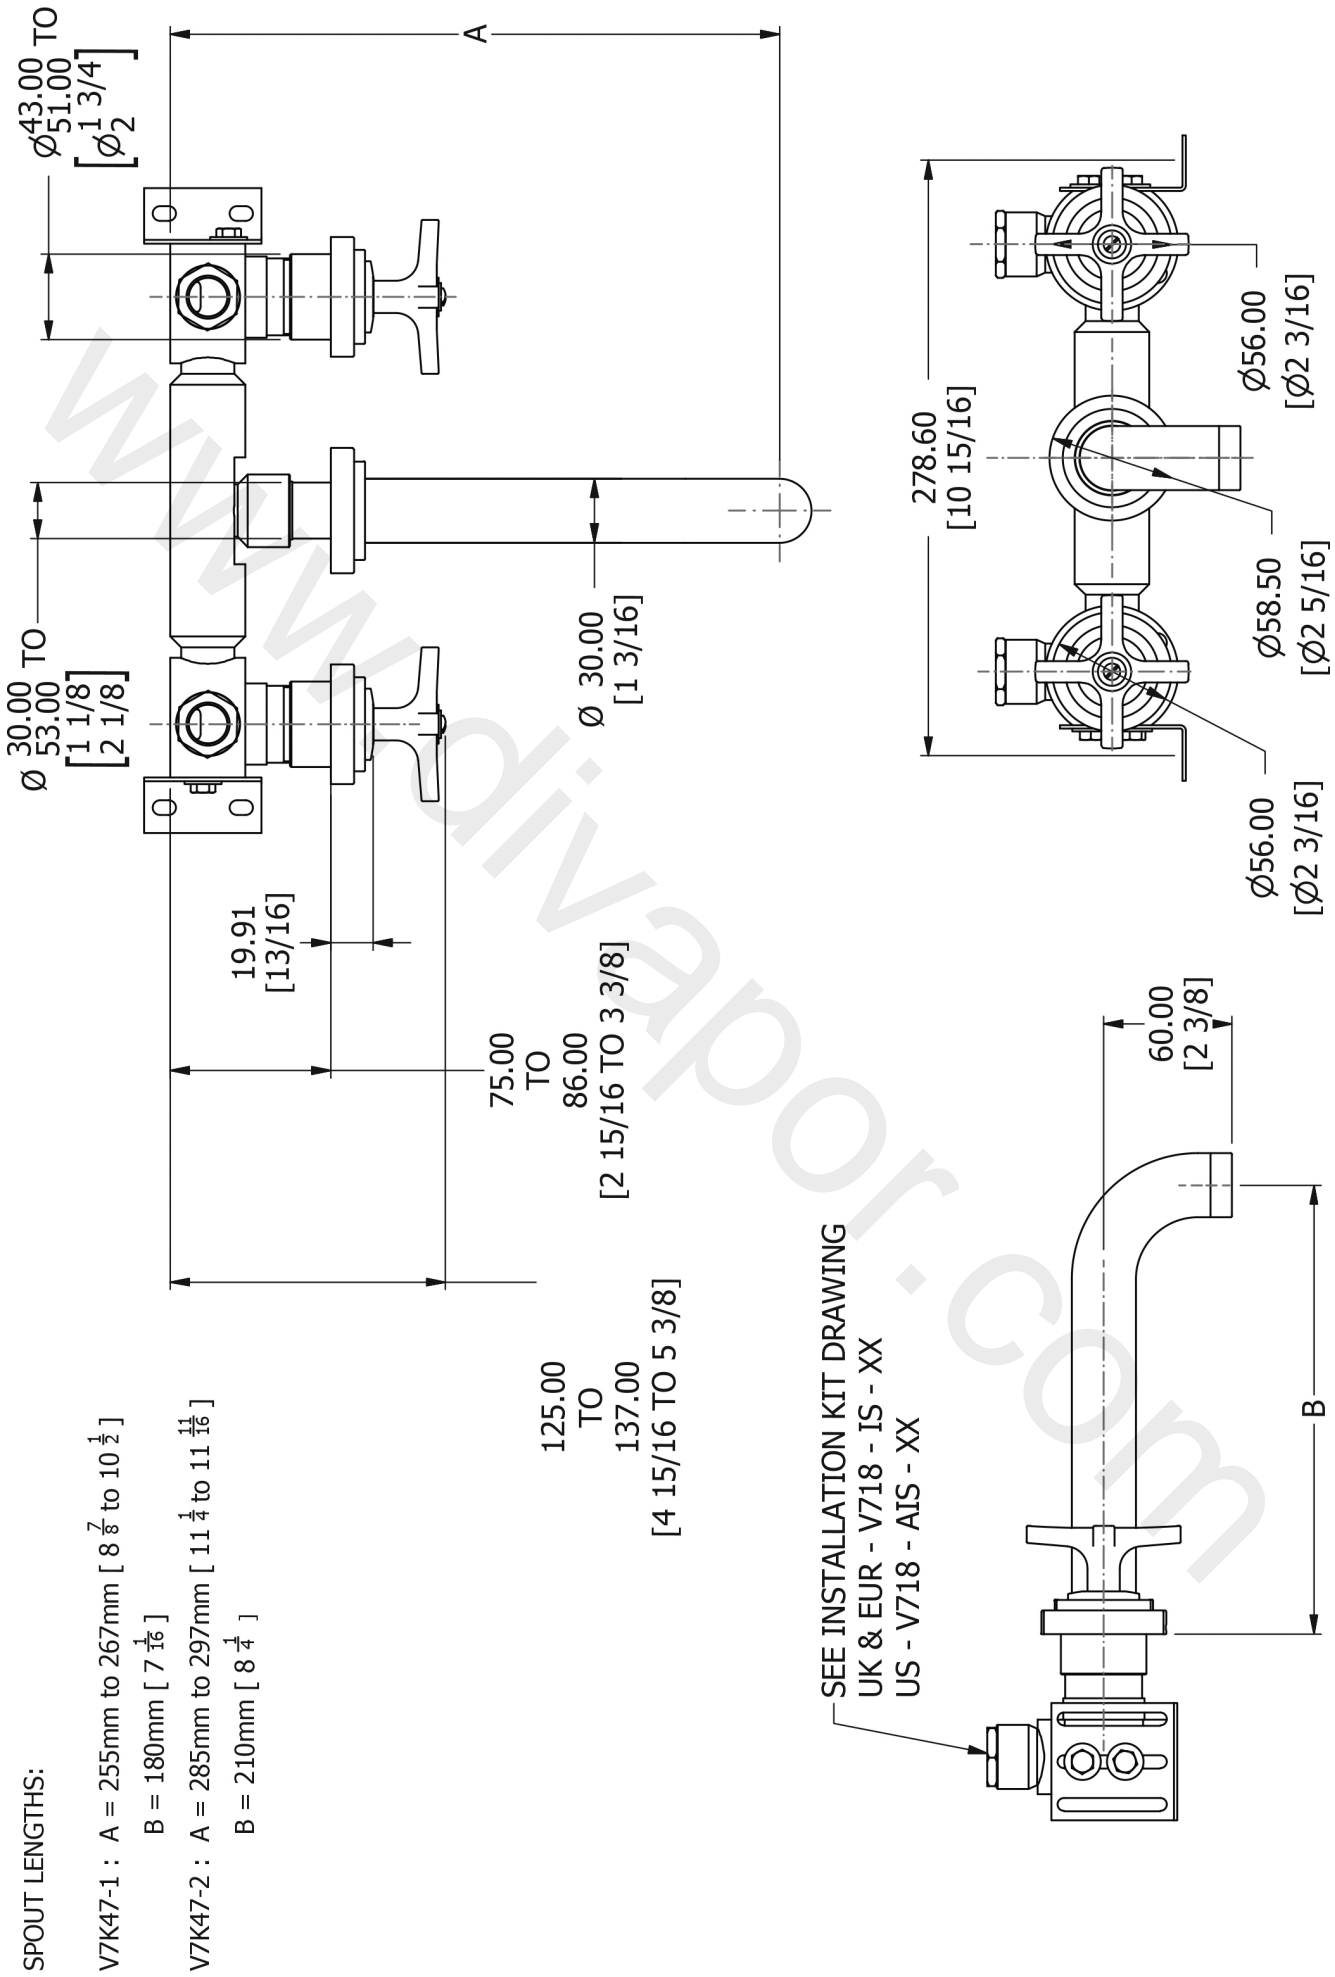 SPOUT LENGTHS:
V7K47-1 : A = 255mm to 267mm [ 8 7/8 to 10 1/2 ]
B = 180mm [ 7 1/16 ]
V7K47-2 : A = 285mm to 297mm [ 11 1/4 to 11 11/16 ]
B = 210mm [ 8 1/4 ]
Ø 30.00 TO
53.00
[1 1/8]
[2 1/8]
Ø43.00 TO
51.00
[Ø1 3/4]
2
A
19.91
[13/16]
75.00
TO
86.00
[2 15/16 TO 3 3/8]
125.00
TO
137.00
[4 15/16 TO 5 3/8]
Ø 30.00
[1 3/16]
SEE INSTALLATION KIT DRAWING
UK & EUR - V718 - IS - XX
US - V718 - AIS - XX
60.00
[2 3/8]
B
278.60
[10 15/16]
Ø56.00
[Ø2 3/16]
Ø58.50
[Ø2 5/16]
Ø56.00
[Ø2 3/16]
www.divapor.com